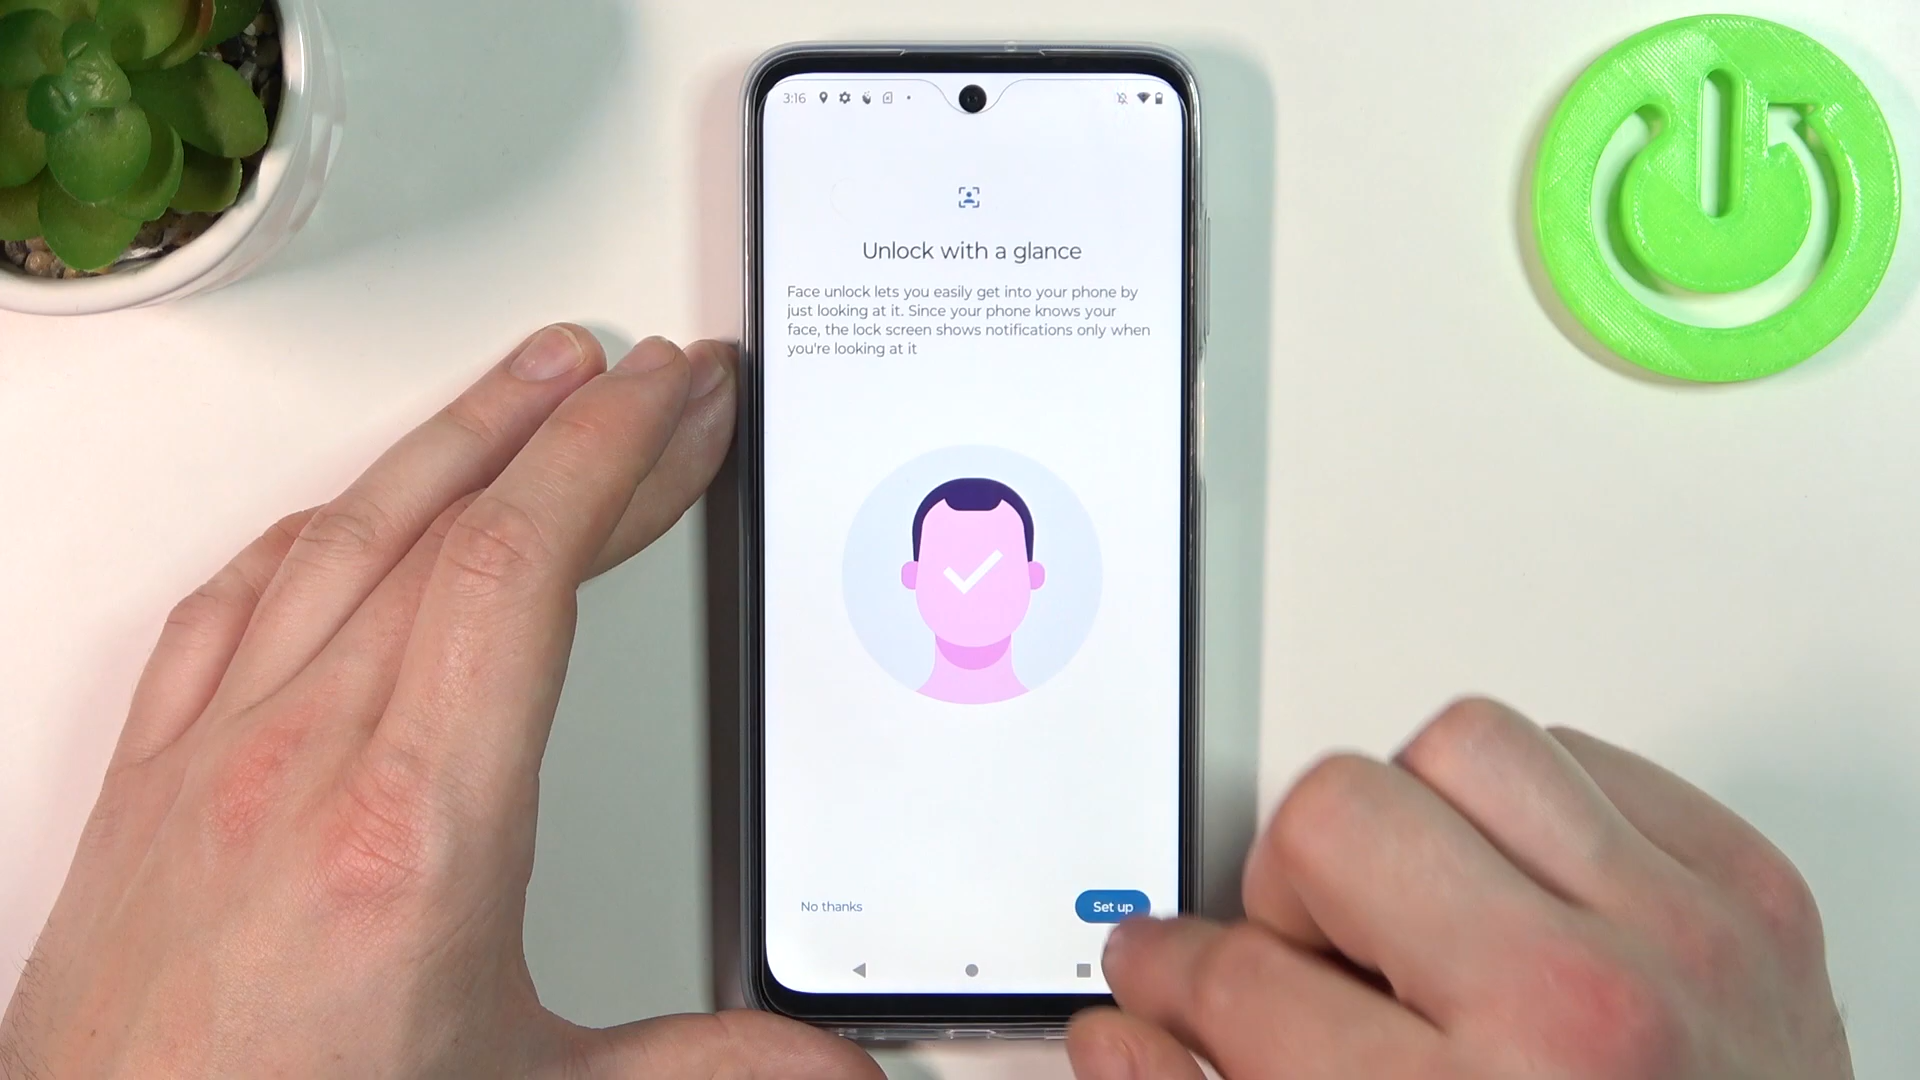 3:16
Unlock with a glance
Face unlock lets you easily get into your phone by
just looking at it. Since your phone knows your
face, the lock screen shows notifications only when
you're looking at it
No thanks
Set up